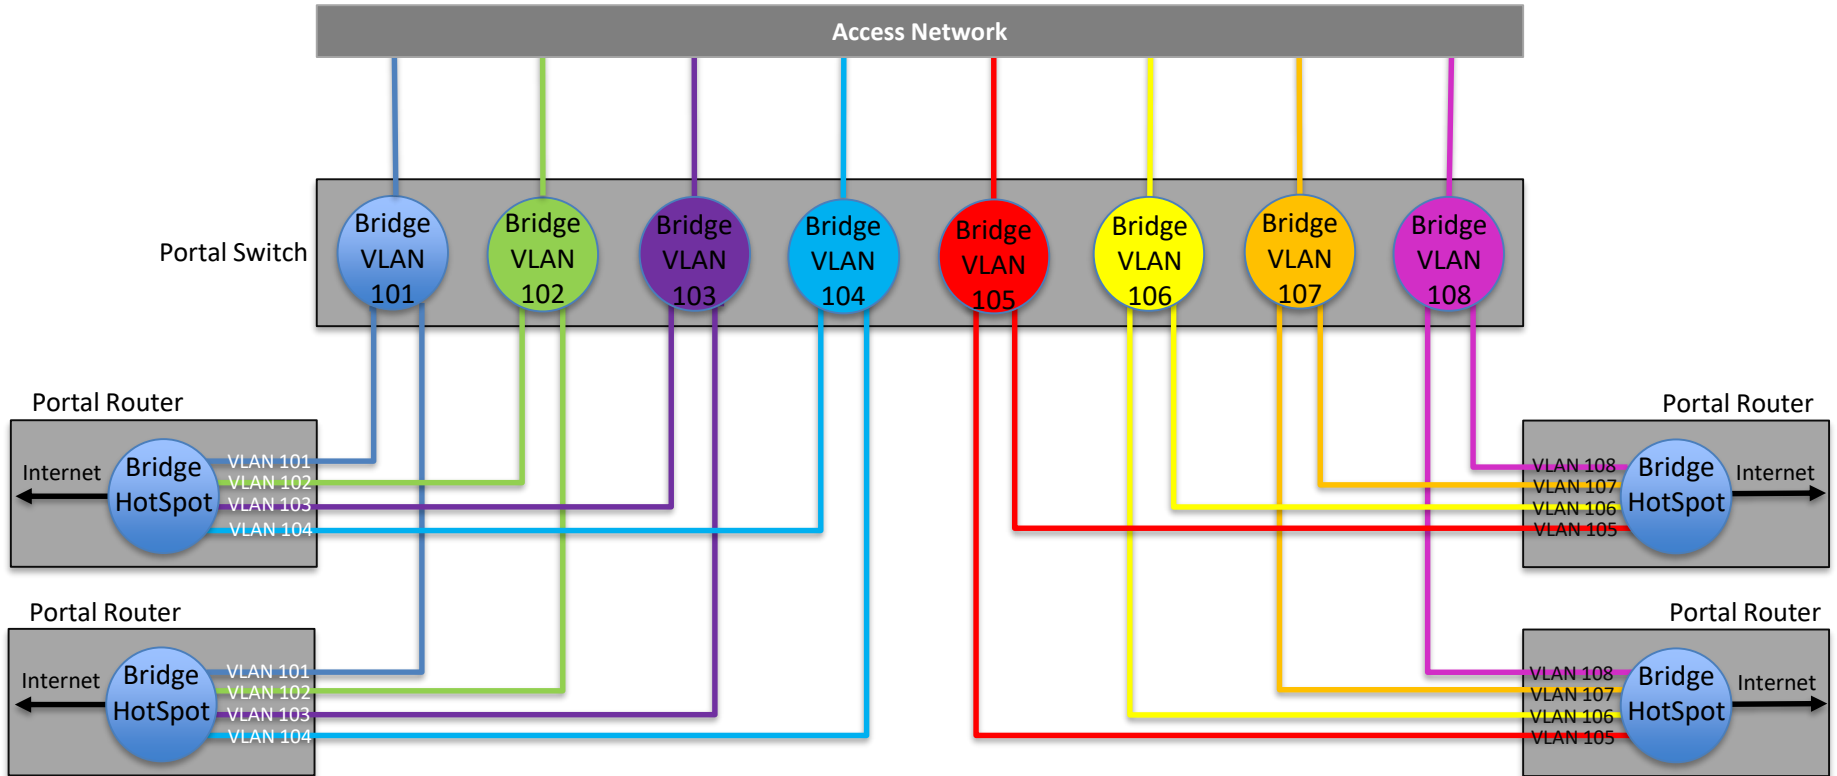 Access Network
Portal Switch
Bridge
VLAN
101
Bridge
VLAN
102
Bridge
VLAN
103
Bridge
VLAN
104
Bridge
VLAN
105
Bridge
VLAN
106
Bridge
VLAN
107
Bridge
VLAN
108
Portal Router
Internet
Bridge
HotSpot
VLAN 101
VLAN 102
VLAN 103
VLAN 104
Portal Router
VLAN 108
VLAN 107
VLAN 106
VLAN 105
Bridge
HotSpot
Internet
Portal Router
Internet
Bridge
HotSpot
VLAN 101
VLAN 102
VLAN 103
VLAN 104
Portal Router
VLAN 108
VLAN 107
VLAN 106
VLAN 105
Bridge
HotSpot
Internet